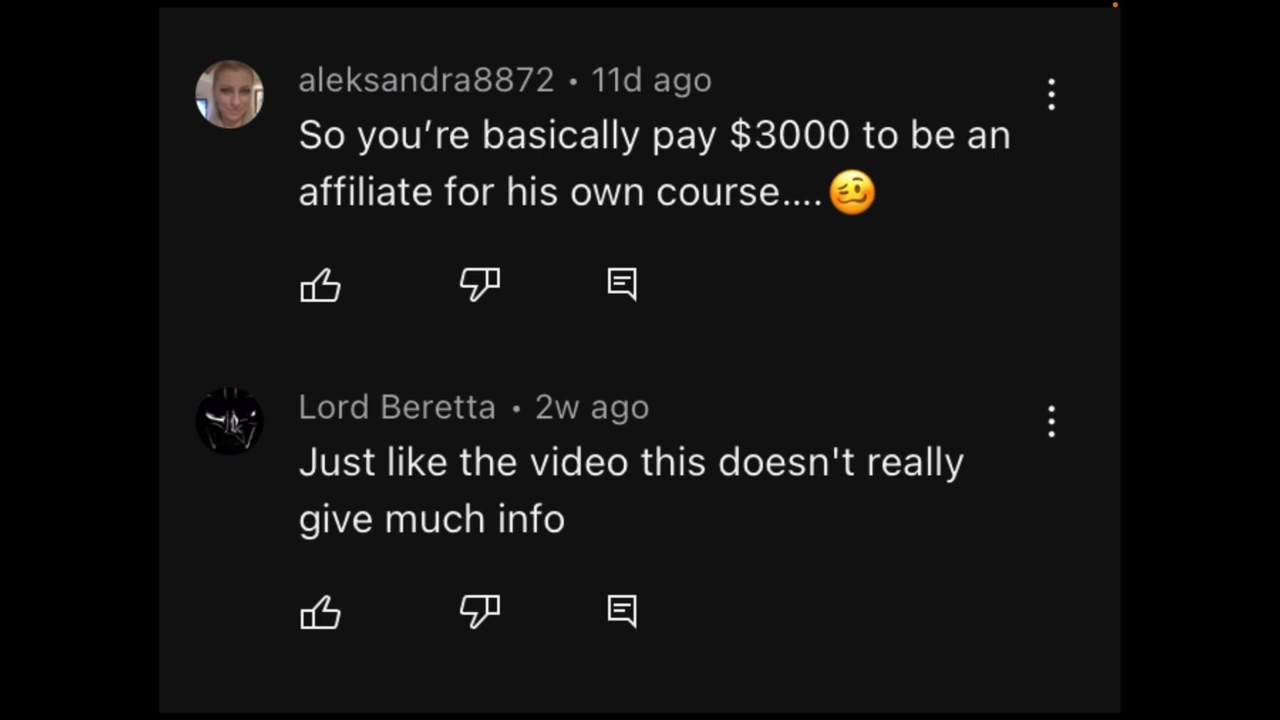 aleksandra8872 • 11d ago
So you’re basically pay $3000 to be an
affiliate for his own course....🥴
Lord Beretta • 2w ago
Just like the video this doesn't really
give much info